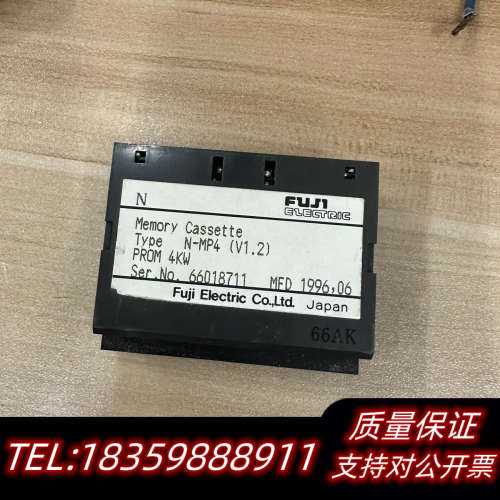 N
FUJI
ELECTRIC
Memory Cassette
Type N-MP4 (V1.2)
PROM 4KW
Ser.No. 66018711 MFD 1996,06
Fuji Electric Co.,Ltd. Japan
66AK
TEL:18359888911
质量保证
支持对公开票